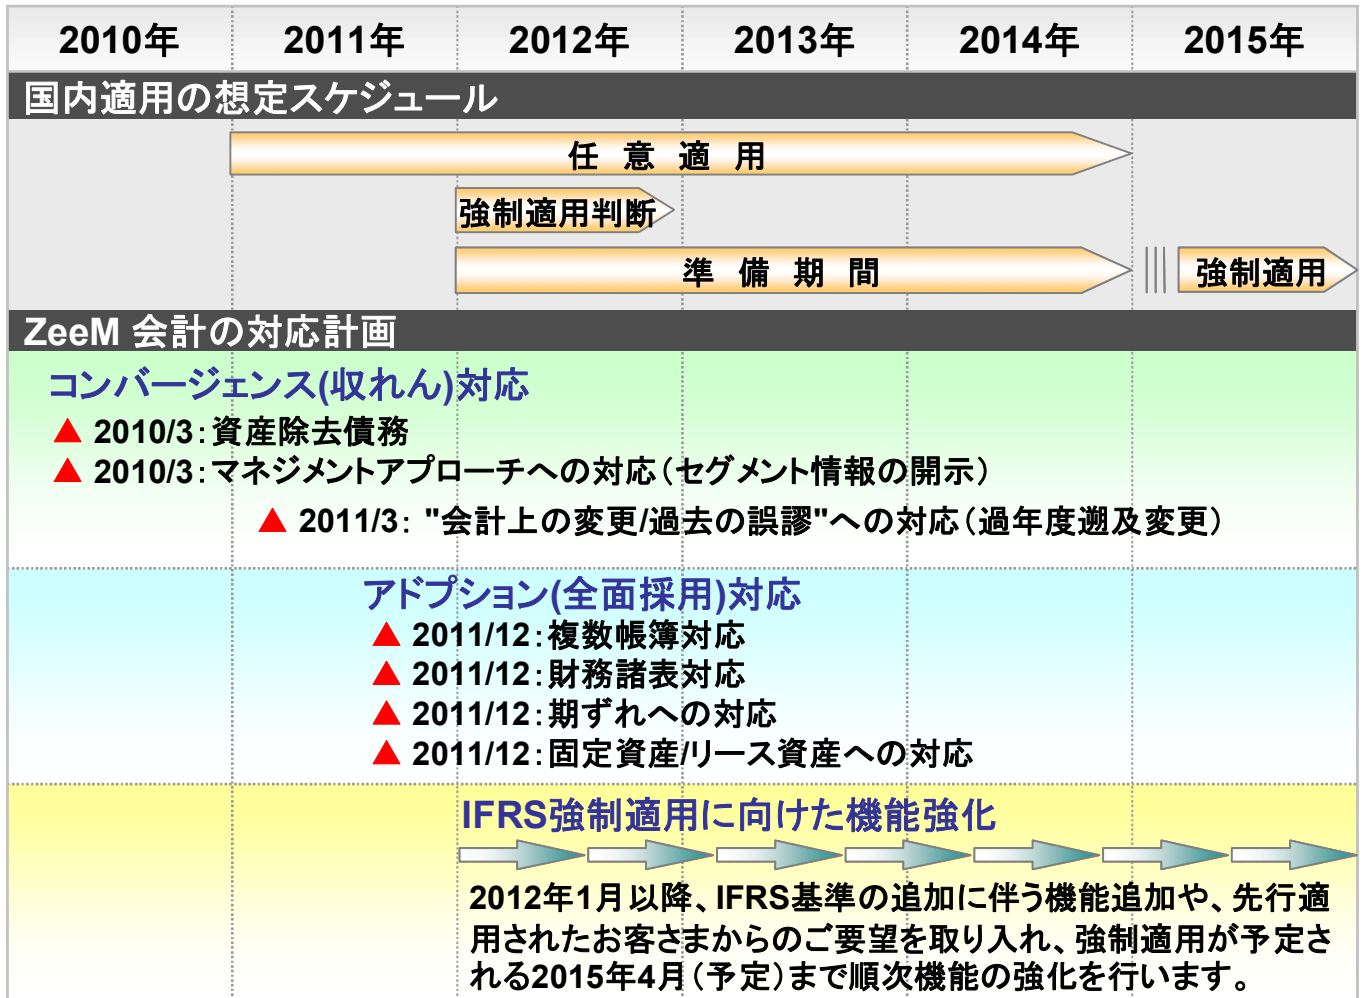 2010年 2011年 2012年 2013年 2014年 2015年
国内適用の想定スケジュール
任意適用
強制適用判断
準備期間
強制適用
ZeeM 会計の対応計画
コンバージェンス(収れん)対応
▲ 2010/3：資産除去債務
▲ 2010/3：マネジメントアプローチへの対応（セグメント情報の開示）
▲ 2011/3： "会計上の変更/過去の誤謬"への対応（過年度遡及変更）
アドプション(全面採用)対応
▲ 2011/12：複数帳簿対応
▲ 2011/12：財務諸表対応
▲ 2011/12：期ずれへの対応
▲ 2011/12：固定資産/リース資産への対応
IFRS強制適用に向けた機能強化
2012年1月以降、IFRS基準の追加に伴う機能追加や、先行適
用されたお客さまからのご要望を取り入れ、強制適用が予定さ
れる2015年4月（予定）まで順次機能の強化を行います。